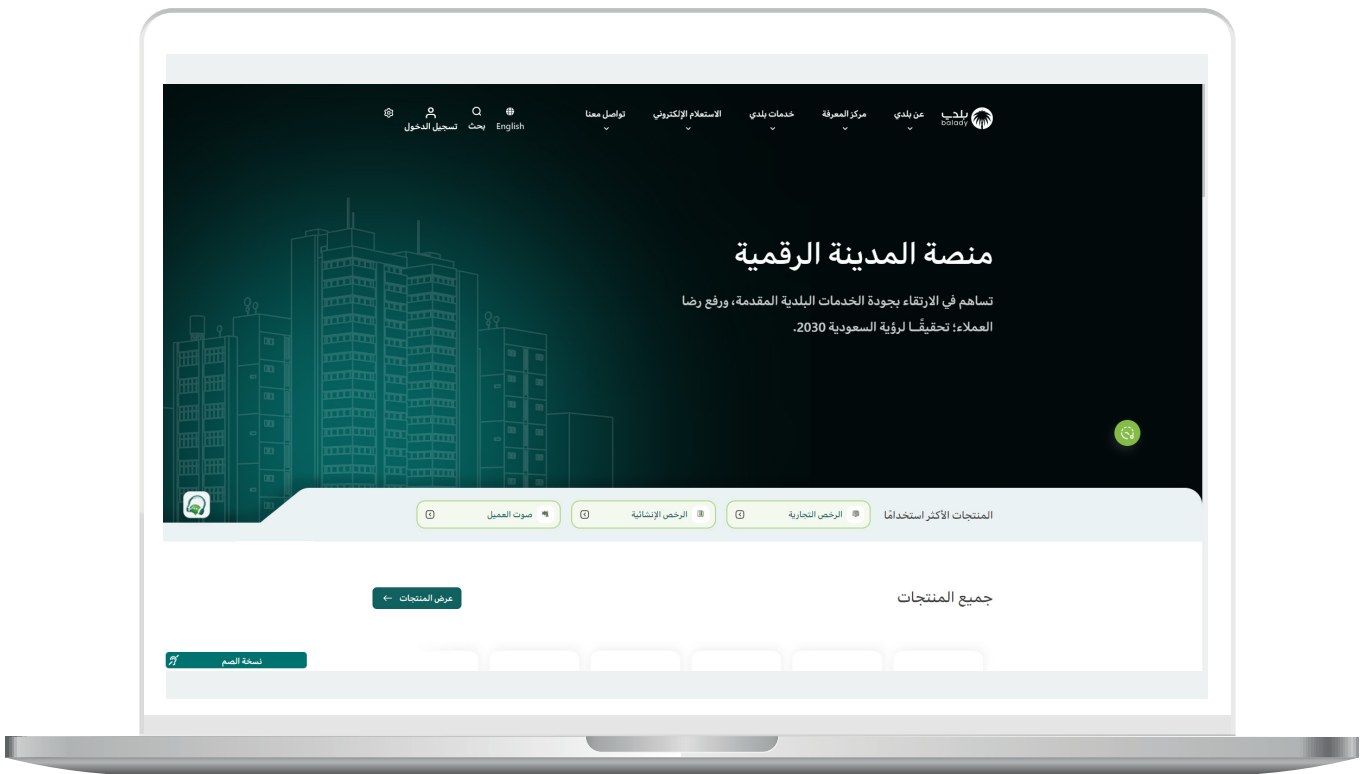 بلدي
balady
عن بلدي
مركز المعرفة
خدمات بلدي
الاستعلام الإلكتروني
تواصل معنا
English
بحث
تسجيل الدخول
منصة المدينة الرقمية
تساهم في الارتقاء بجودة الخدمات البلدية المقدمة، ورفع رضا
العملاء؛ تحقيقًـا لرؤية السعودية 2030.
المنتجات الأكثر استخدامًا
الرخص التجارية
الرخص الإنشائية
صوت العميل
جميع المنتجات
عرض المنتجات ←
نسخة الصم